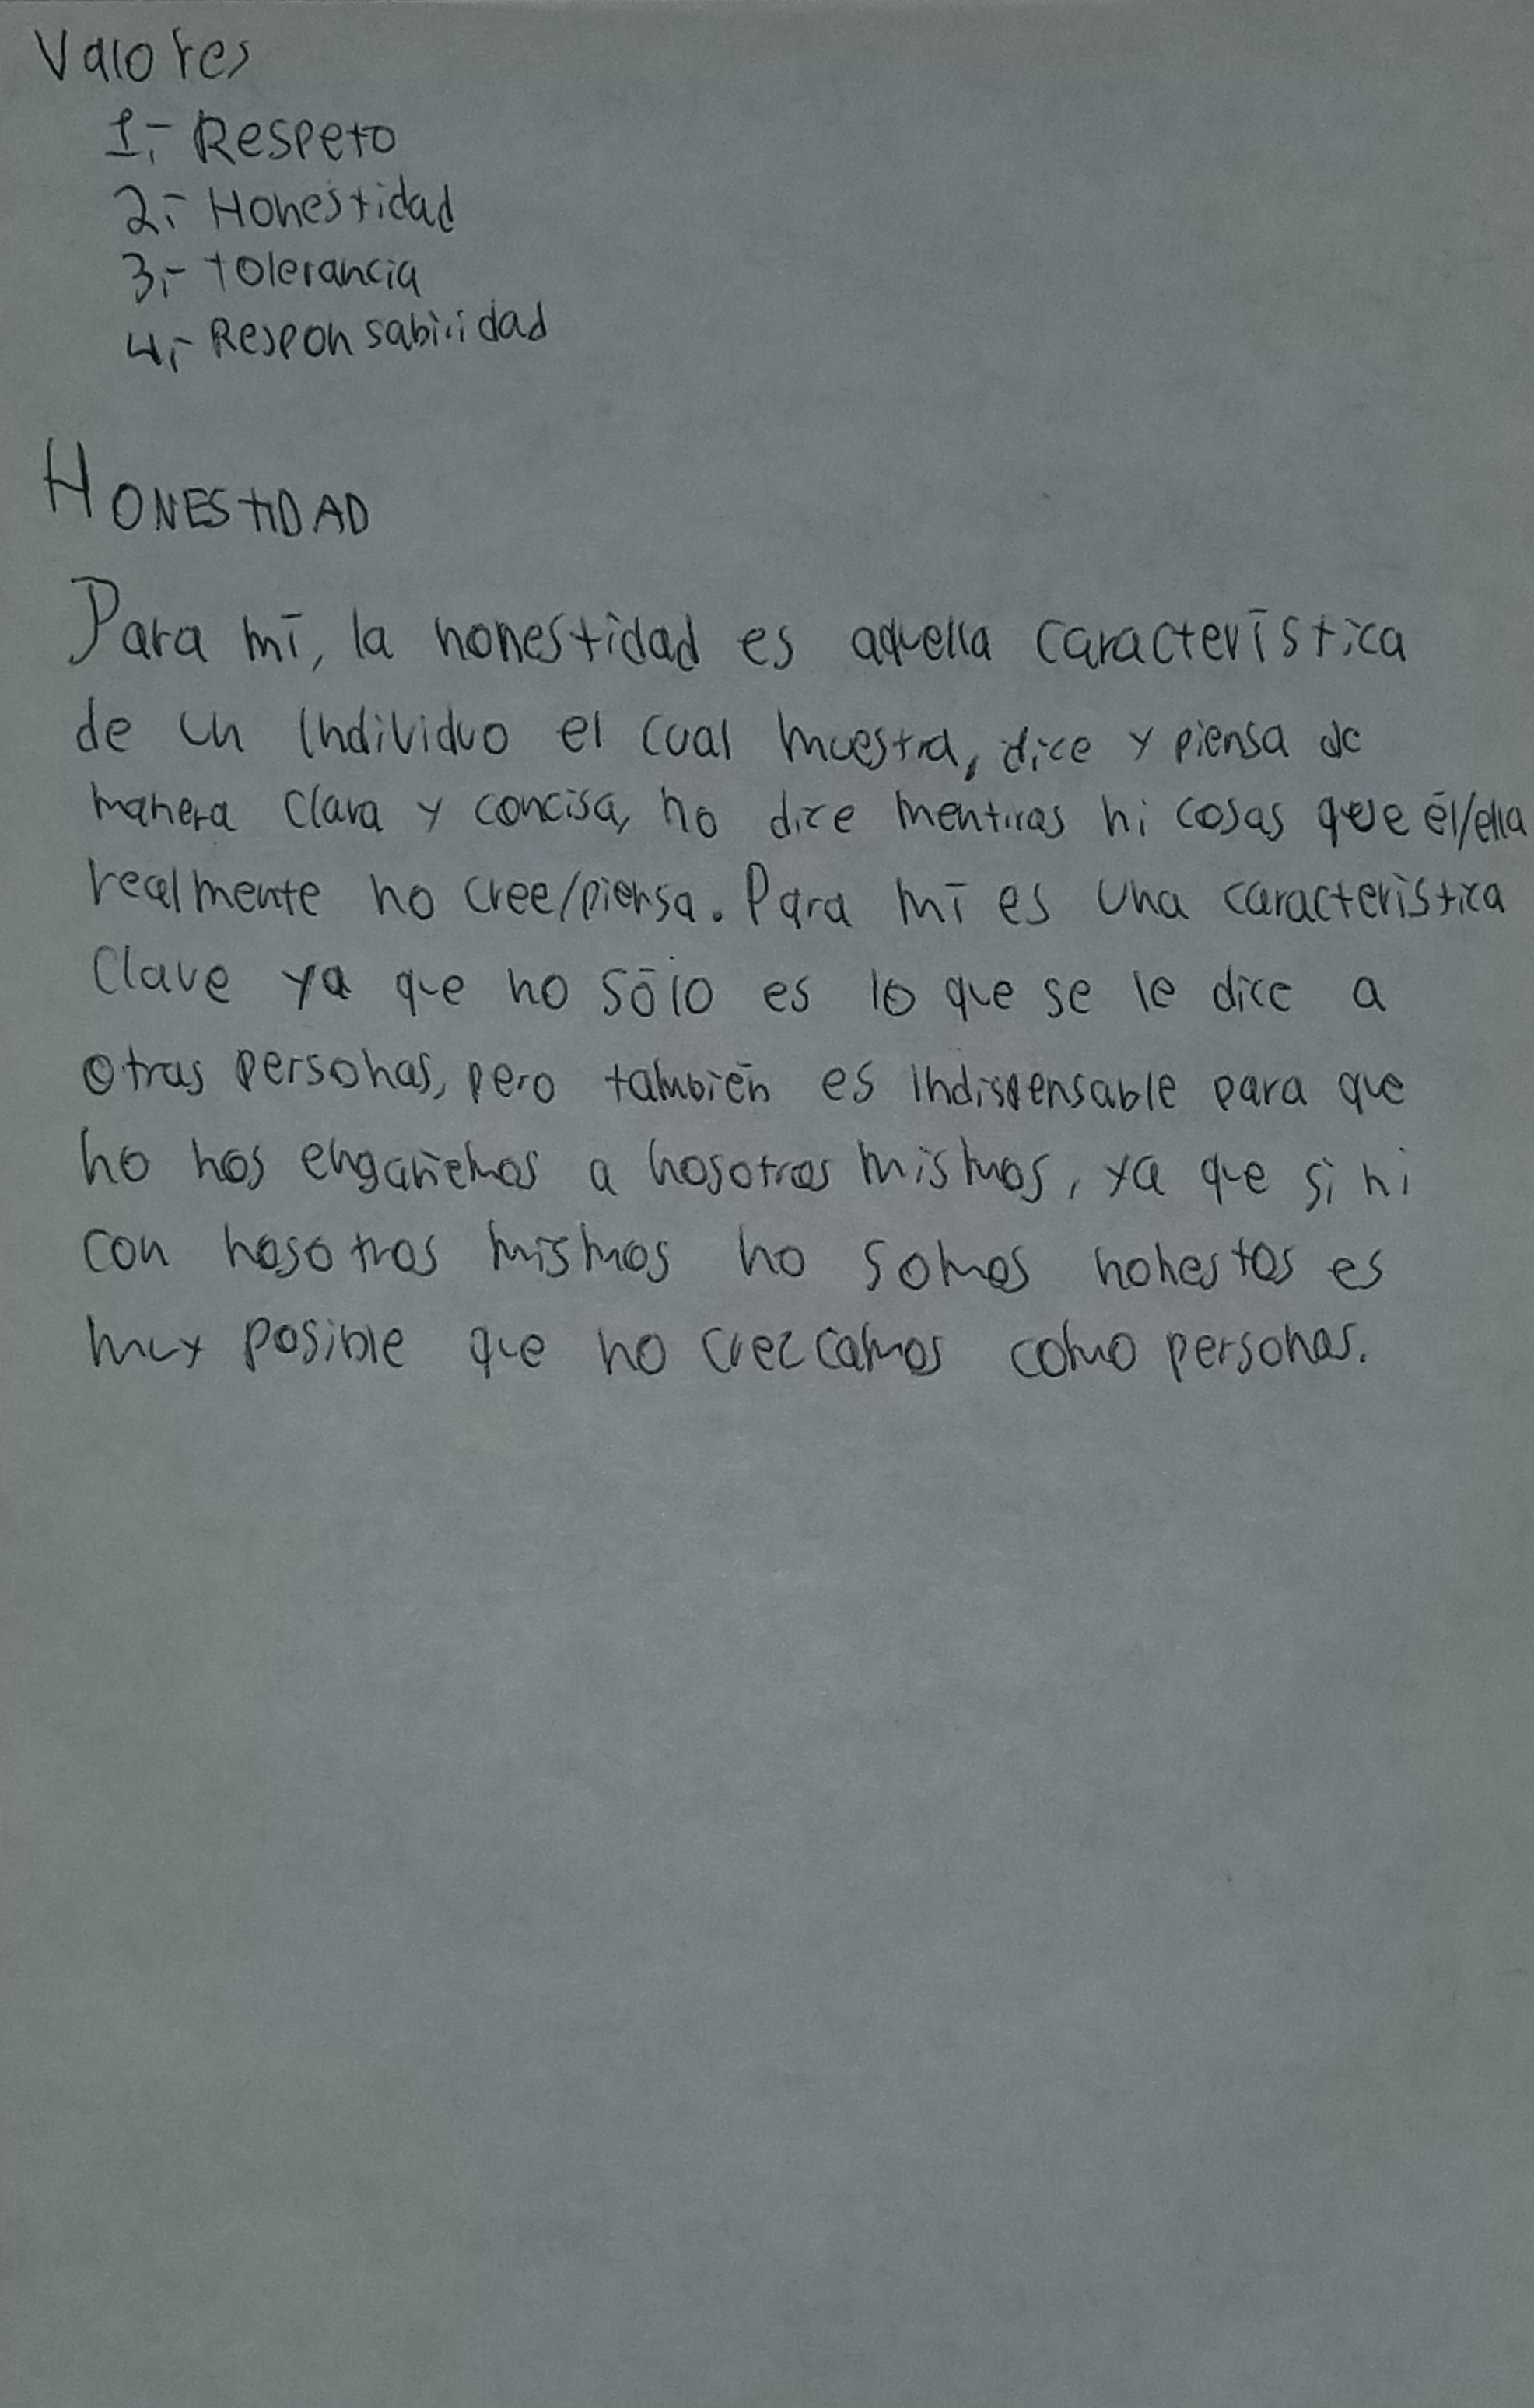 Valores
1.- Respeto
2.- Honestidad
3.- tolerancia
4.- Responsabilidad
HONESTIDAD
Para mí, la honestidad es aquella característica
de un individuo el cual muestra, dice y piensa de
manera clara y concisa, no dice mentiras ni cosas que él/ella
realmente no cree/piensa. Para mí es una característica
clave ya que no sólo es lo que se le dice a
otras personas, pero también es indispensable para que
no nos engañemos a nosotros mismos, ya que si ni
con nosotros mismos no somos honestos es
muy posible que no crezcamos como personas.